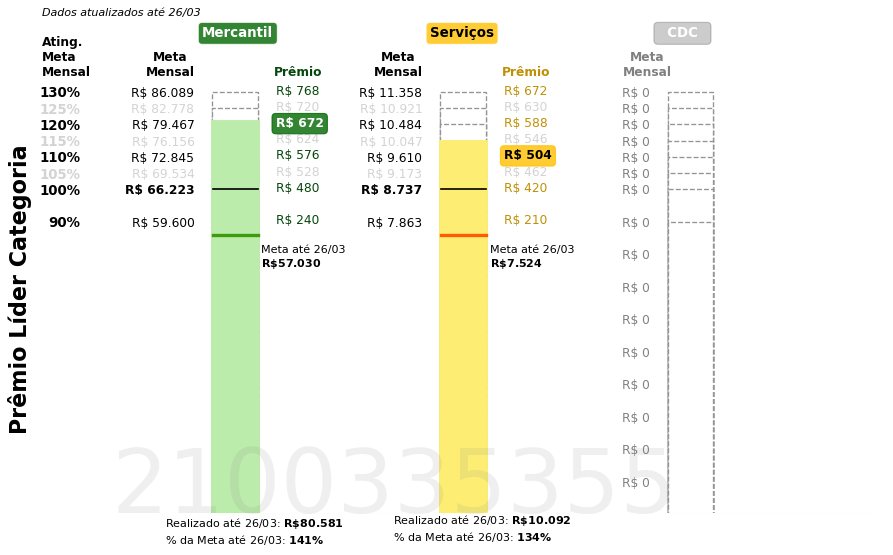 Dados atualizados até 26/03
Mercantil
Serviços
CDC
Ating.
Meta
Mensal
Meta
Mensal
Prêmio
Meta
Mensal
Prêmio
Meta
Mensal
130% R$ 86.089 R$ 768 R$ 11.358 R$ 672 R$ 0
125% R$ 82.778 R$ 720 R$ 10.921 R$ 630 R$ 0
120% R$ 79.467 R$ 672 R$ 10.484 R$ 588 R$ 0
115% R$ 76.156 R$ 624 R$ 10.047 R$ 546 R$ 0
110% R$ 72.845 R$ 576 R$ 9.610 R$ 504 R$ 0
105% R$ 69.534 R$ 528 R$ 9.173 R$ 462 R$ 0
100% R$ 66.223 R$ 480 R$ 8.737 R$ 420 R$ 0
90% R$ 59.600 R$ 240 R$ 7.863 R$ 210 R$ 0
Meta até 26/03
R$57.030
Meta até 26/03
R$7.524
R$ 0
R$ 0
R$ 0
R$ 0
R$ 0
R$ 0
R$ 0
R$ 0
Prêmio Líder Categoria
2100335355
Realizado até 26/03: R$80.581
% da Meta até 26/03: 141%
Realizado até 26/03: R$10.092
% da Meta até 26/03: 134%